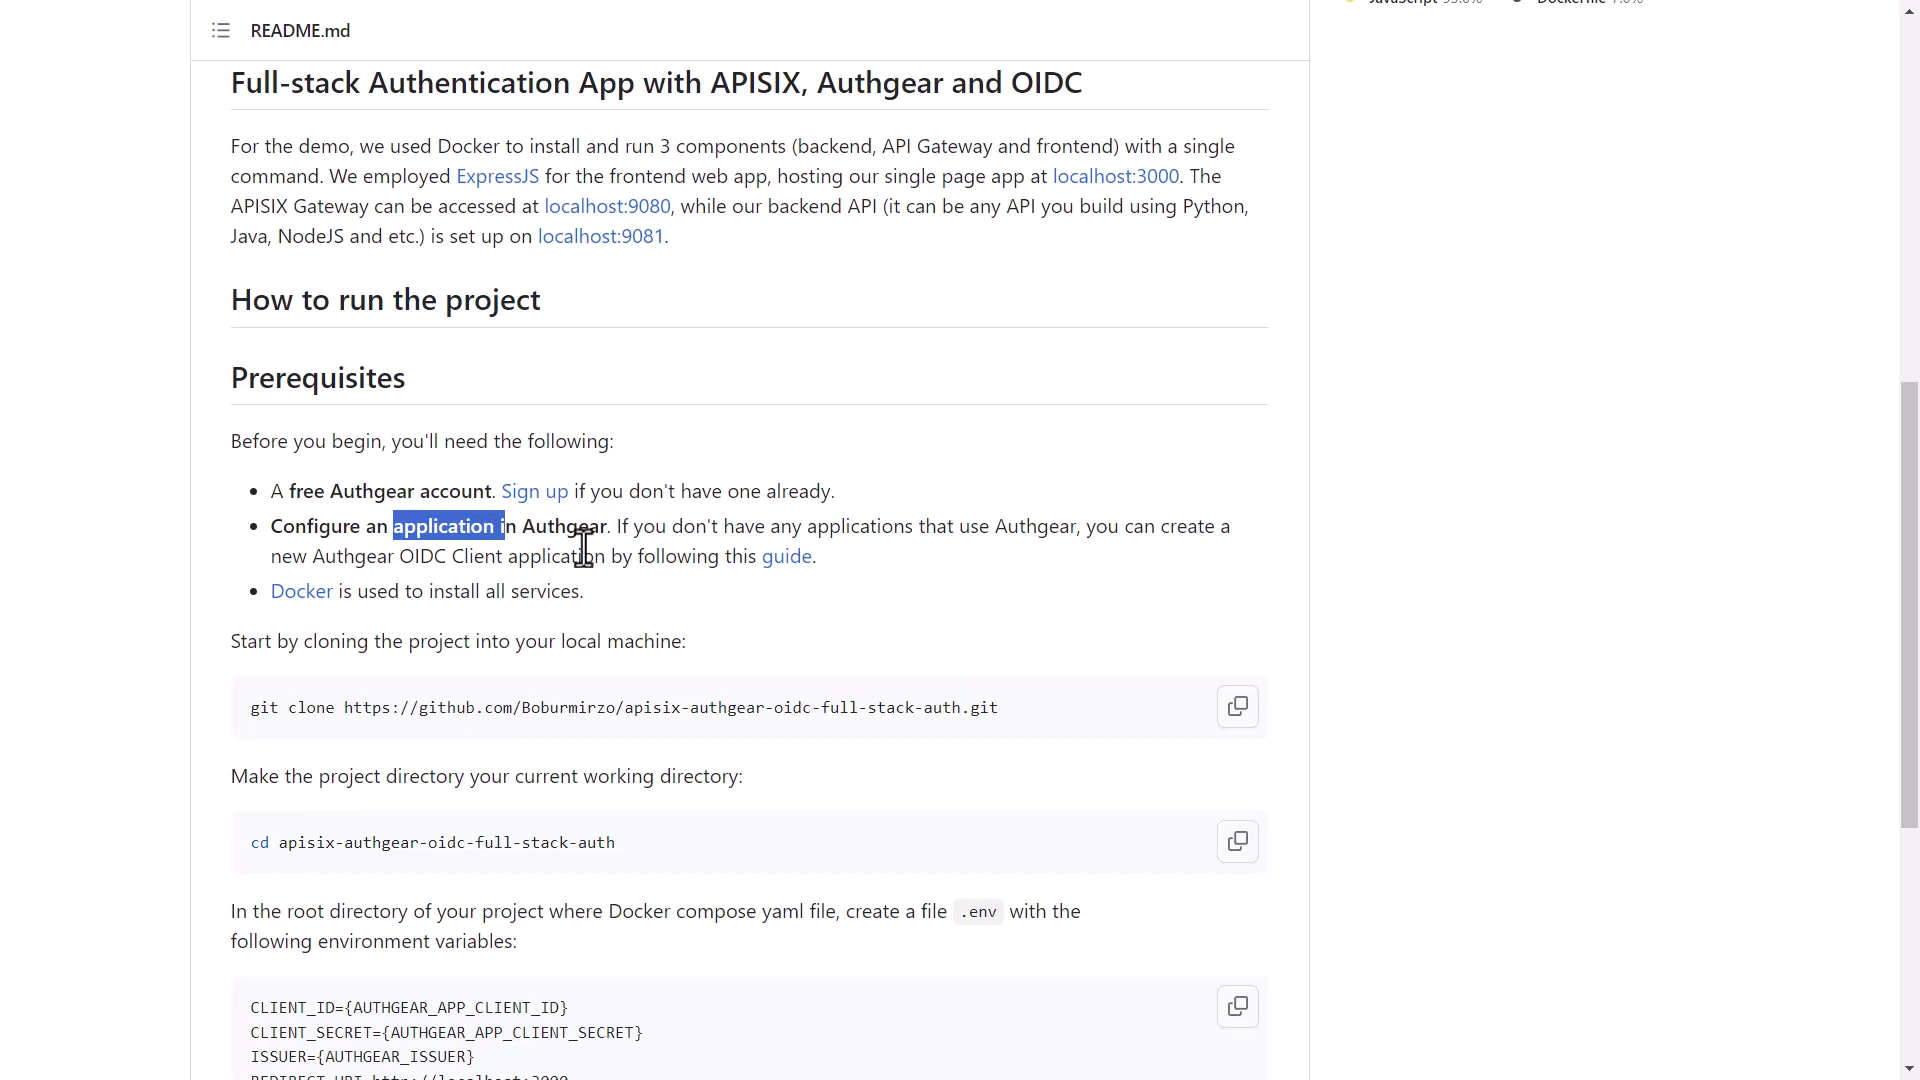 JavaScript 93.0% Dockerfile 7.0%
README.md
Full-stack Authentication App with APISIX, Authgear and OIDC
For the demo, we used Docker to install and run 3 components (backend, API Gateway and frontend) with a single
command. We employed ExpressJS for the frontend web app, hosting our single page app at localhost:3000. The
APISIX Gateway can be accessed at localhost:9080, while our backend API (it can be any API you build using Python,
Java, NodeJS and etc.) is set up on localhost:9081.
How to run the project
Prerequisites
Before you begin, you'll need the following:
A free Authgear account. Sign up if you don't have one already.
Configure an application in Authgear. If you don't have any applications that use Authgear, you can create a
new Authgear OIDC Client application by following this guide.
Docker is used to install all services.
Start by cloning the project into your local machine:
git clone https://github.com/Boburmirzo/apisix-authgear-oidc-full-stack-auth.git
Make the project directory your current working directory:
cd apisix-authgear-oidc-full-stack-auth
In the root directory of your project where Docker compose yaml file, create a file .env with the
following environment variables:
CLIENT_ID={AUTHGEAR_APP_CLIENT_ID}
CLIENT_SECRET={AUTHGEAR_APP_CLIENT_SECRET}
ISSUER={AUTHGEAR_ISSUER}
REDIRECT_URI=http://localhost:3000